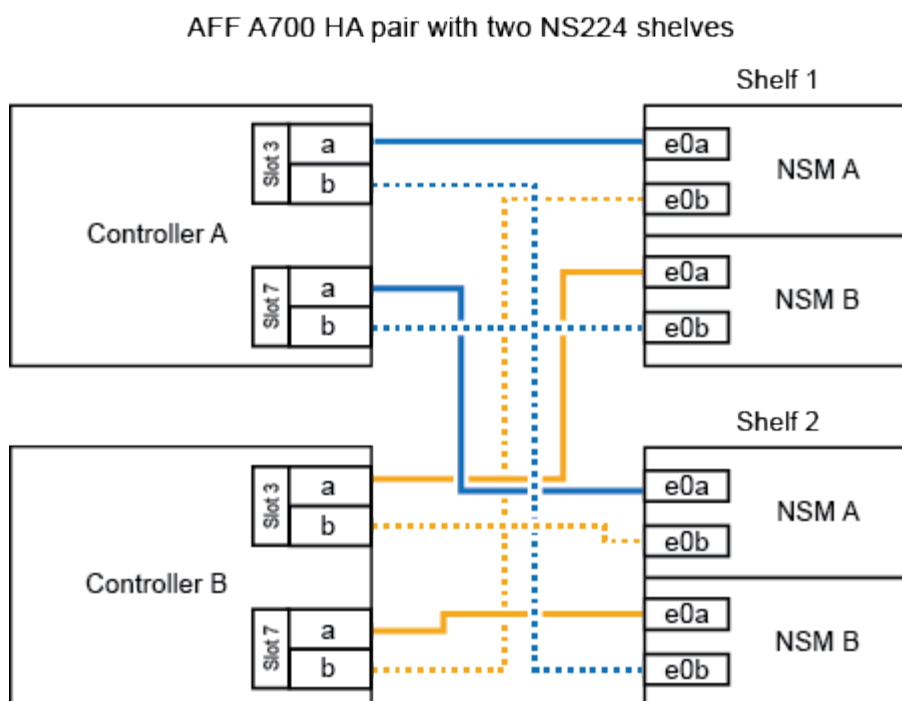 AFF A700 HA pair with two NS224 shelves
Shelf 1
Slot 3
a
b
Controller A
Slot 7
a
b
e0a
e0b
NSM A
e0a
e0b
NSM B
Shelf 2
Slot 3
a
b
Controller B
Slot 7
a
b
e0a
e0b
NSM A
e0a
e0b
NSM B